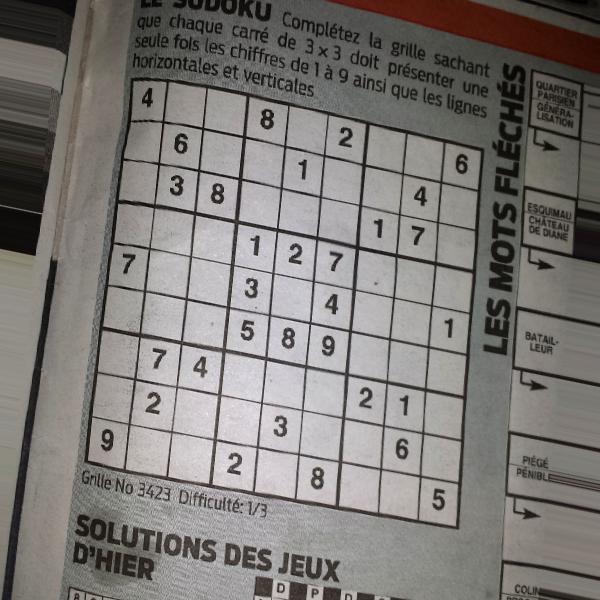 LE SUDOKU Complétez la grille sachant
que chaque carré de 3 x 3 doit présenter une
seule fois les chiffres de 1 à 9 ainsi que les lignes
horizontales et verticales
4 8 2 6
6 1 4
3 8 1 7
1 2 7
7 3 4 1
5 8 9
7 4 2 1
2 3 6
9 2 8 5
Grille No 3423 Difficulté: 1/3
SOLUTIONS DES JEUX
D'HIER
D P D
LES MOTS FLÉCHÉS
QUARTIER
PARISIEN
GÉNÉRA-
LISATION
ESQUIMAU
CHÂTEAU
DE DIANE
BATAIL-
LEUR
PIÉGÉ
PÉNIBLE